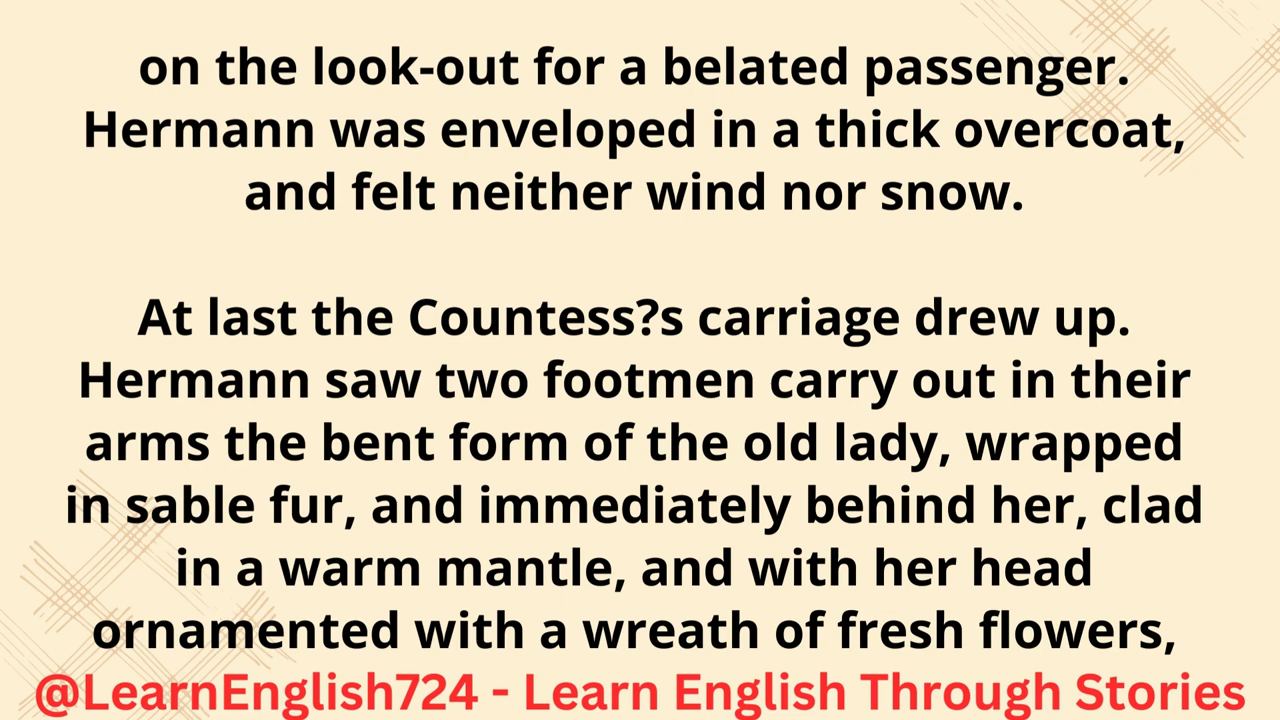 on the look-out for a belated passenger.
Hermann was enveloped in a thick overcoat,
and felt neither wind nor snow.
At last the Countess?s carriage drew up.
Hermann saw two footmen carry out in their
arms the bent form of the old lady, wrapped
in sable fur, and immediately behind her, clad
in a warm mantle, and with her head
ornamented with a wreath of fresh flowers,
@LearnEnglish724 - Learn English Through Stories